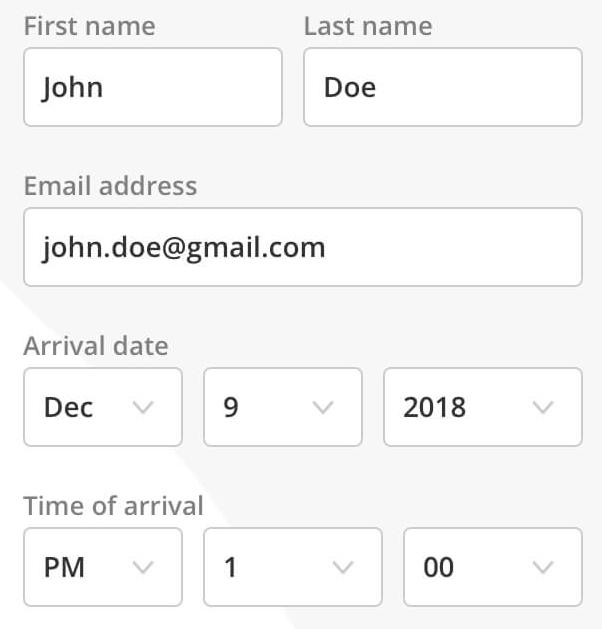 First name Last name
John Doe
Email address
john.doe@gmail.com
Arrival date
Dec 9 2018
Time of arrival
PM 1 00